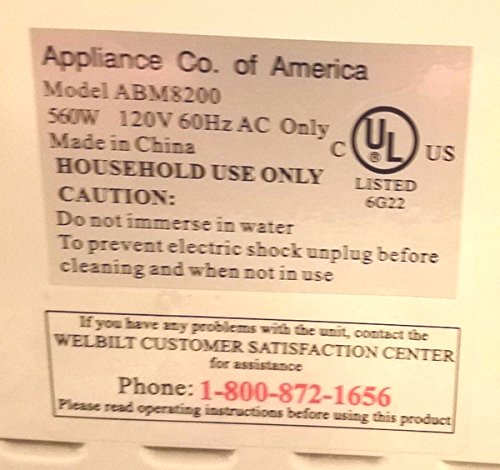 Appliance Co. of America
Model ABM8200
560W 120V 60Hz AC Only
Made in China
HOUSEHOLD USE ONLY
CAUTION:
Do not immerse in water
To prevent electric shock unplug before
cleaning and when not in use
C UL ® US
LISTED
6G22
If you have any problems with the unit, contact the
WELBILT CUSTOMER SATISFACTION CENTER
for assistance
Phone: 1-800-872-1656
Please read operating instructions before using this product